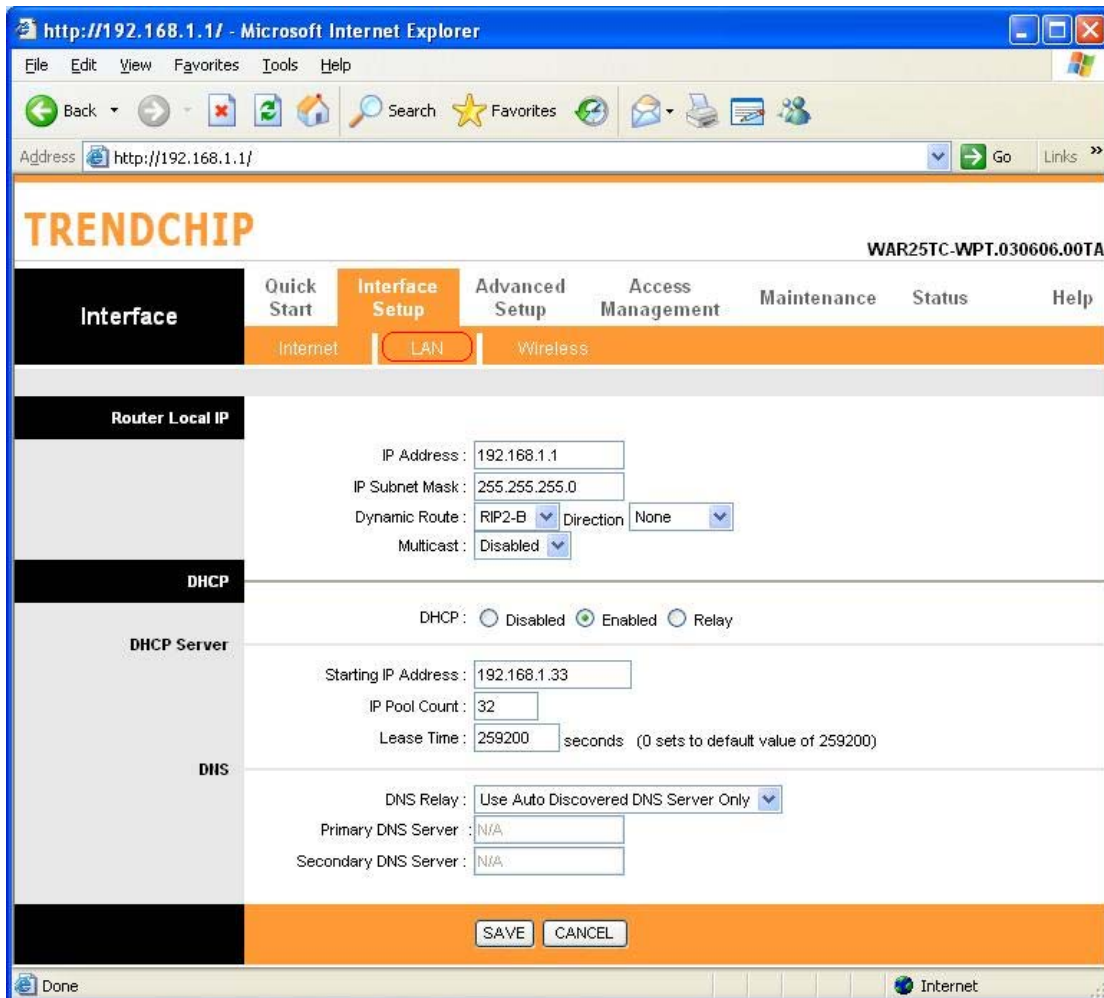 http://192.168.1.1/ - Microsoft Internet Explorer
File Edit View Favorites Tools Help
Back Search Favorites
Address http://192.168.1.1/ Go Links »
TRENDCHIP
WAR25TC-WPT.030606.00TA
Interface
Quick Start Interface Setup Advanced Setup Access Management Maintenance Status Help
Internet LAN Wireless
Router Local IP
IP Address : 192.168.1.1
IP Subnet Mask : 255.255.255.0
Dynamic Route : RIP2-B Direction None
Multicast : Disabled
DHCP
DHCP : Disabled Enabled Relay
DHCP Server
Starting IP Address : 192.168.1.33
IP Pool Count : 32
Lease Time : 259200 seconds (0 sets to default value of 259200)
DNS
DNS Relay : Use Auto Discovered DNS Server Only
Primary DNS Server : N/A
Secondary DNS Server : N/A
SAVE CANCEL
Done Internet